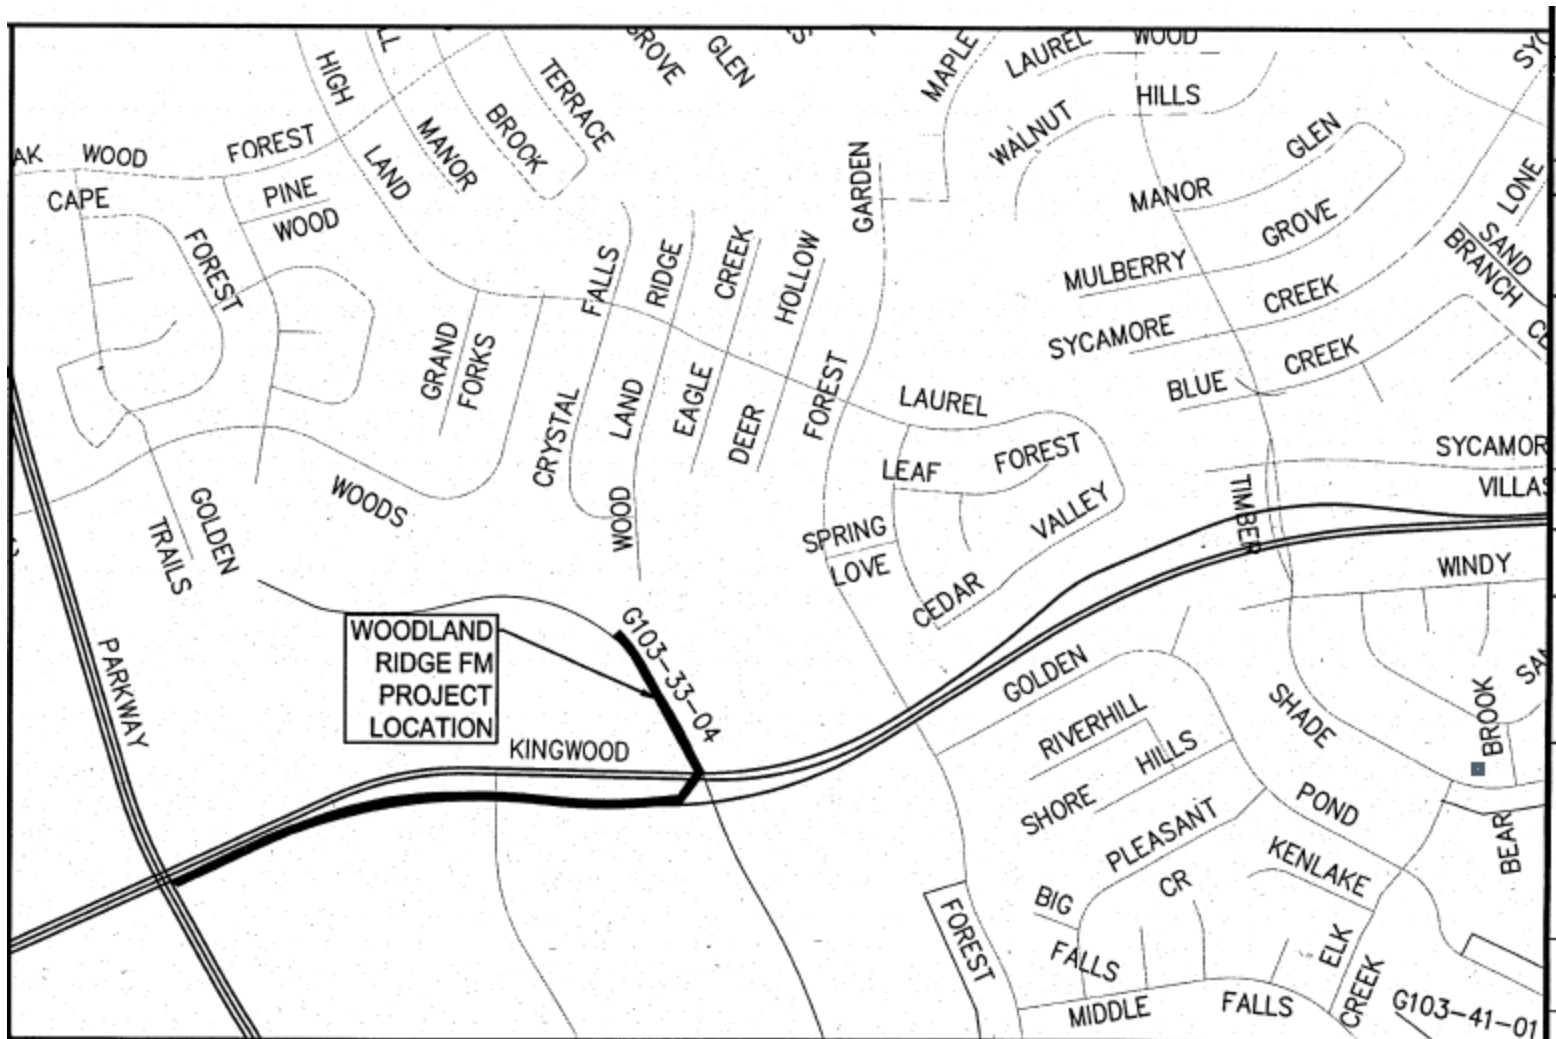 LAUREL
WOOD
MAPLE
GROVE
GLEN
TERRACE
HIGH
BROOK
MANOR
WALNUT
HILLS
GLEN
WOOD
FOREST
LAND
PINE
WOOD
CAPE
FOREST
GARDEN
MANOR
GROVE
LONE
SAND
BRANCH
FALLS
RIDGE
CREEK
HOLLOW
MULBERRY
CREEK
SYCAMORE
CREEK
BLUE
GRAND
FORKS
CRYSTAL
LAND
EAGLE
DEER
FOREST
LAUREL
FOREST
LEAF
VALLEY
SYCAMOR
VILLAS
TIMBER
WOODS
GOLDEN
TRAILS
WOOD
SPRING
LOVE
CEDAR
WINDY
WOODLAND
RIDGE FM
PROJECT
LOCATION
G103-33-04
PARKWAY
KINGWOOD
GOLDEN
RIVERHILL
HILLS
SHORE
SHADE
BROOK
SAN
POND
PLEASANT
KENLAKE
BEAR
CR
BIG
FALLS
FOREST
ELK
CREEK
MIDDLE
FALLS
G103-41-01